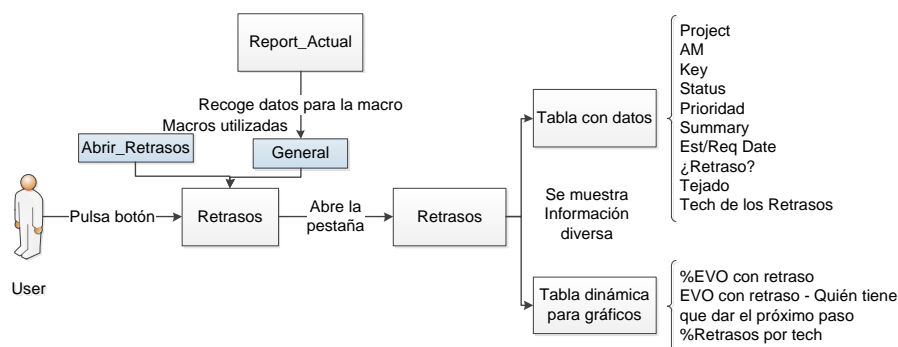 Report_Actual
Recoge datos para la macro
Macros utilizadas
Abrir_Retrasos
General
User
Pulsa botón
Retrasos
Abre la
pestaña
Retrasos
Se muestra
Información
diversa
Tabla con datos
Project
AM
Key
Status
Prioridad
Summary
Est/Req Date
¿Retraso?
Tejado
Tech de los Retrasos
Tabla dinámica
para gráficos
%EVO con retraso
EVO con retraso - Quién tiene
que dar el próximo paso
%Retrasos por tech